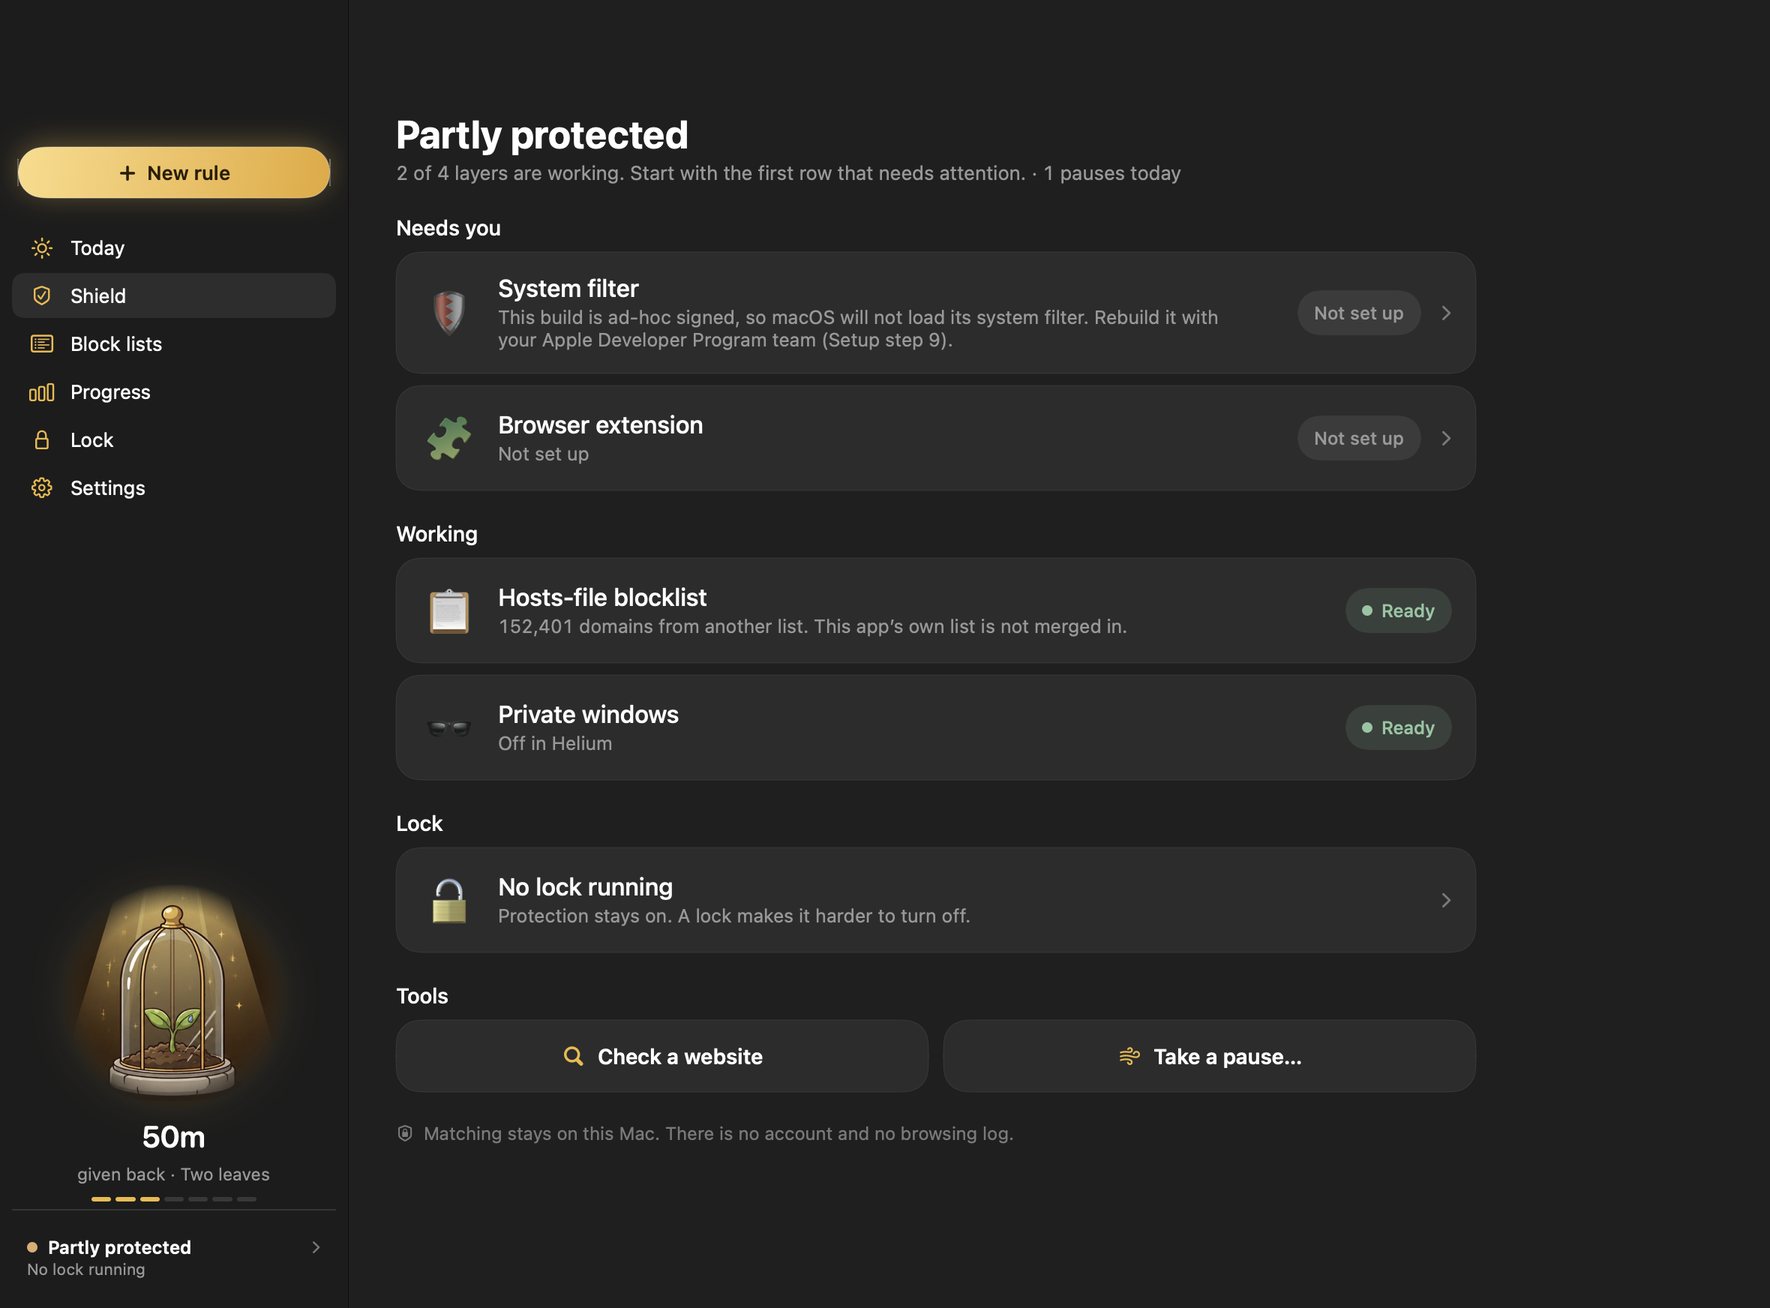 New rule
Today
Shield
Block lists
Progress
Lock
Settings
50m
given back · Two leaves
Partly protected
No lock running
Partly protected
2 of 4 layers are working. Start with the first row that needs attention. · 1 pauses today
Needs you
System filter
This build is ad-hoc signed, so macOS will not load its system filter. Rebuild it with
your Apple Developer Program team (Setup step 9).
Not set up
Browser extension
Not set up
Not set up
Working
Hosts-file blocklist
152,401 domains from another list. This app’s own list is not merged in.
Ready
Private windows
Off in Helium
Ready
Lock
No lock running
Protection stays on. A lock makes it harder to turn off.
Tools
Check a website
Take a pause...
Matching stays on this Mac. There is no account and no browsing log.